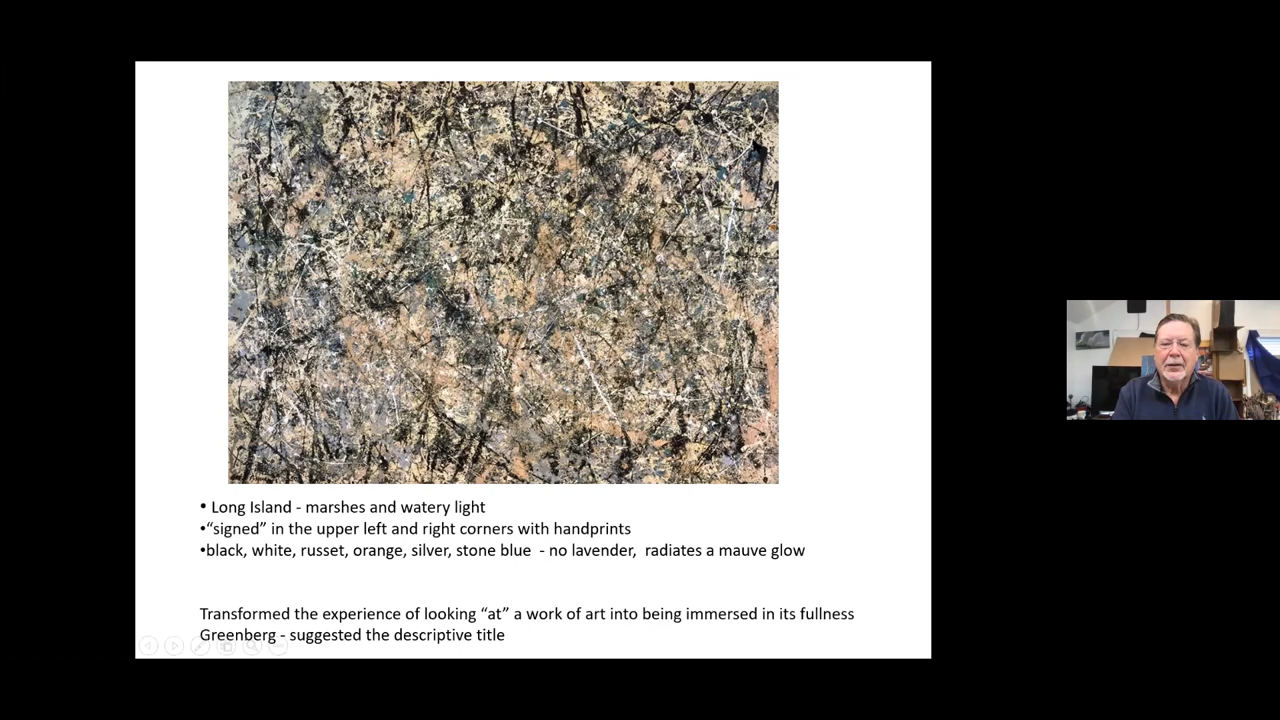 • Long Island - marshes and watery light
•“signed” in the upper left and right corners with handprints
•black, white, russet, orange, silver, stone blue  - no lavender,  radiates a mauve glow
Transformed the experience of looking “at” a work of art into being immersed in its fullness
Greenberg - suggested the descriptive title